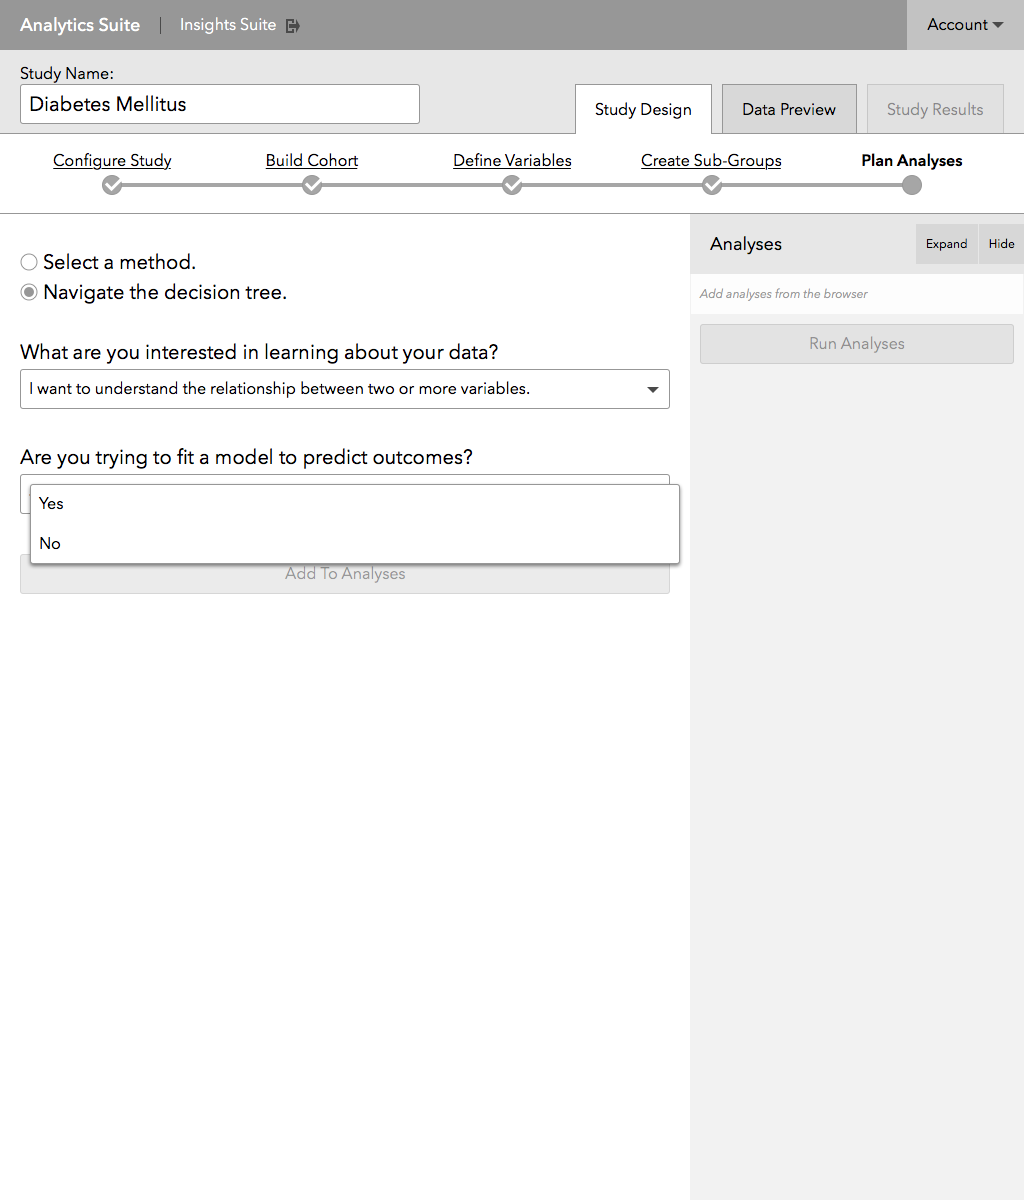 Analytics Suite | Insights Suite
Account
Study Name:
Diabetes Mellitus
Study Design
Data Preview
Study Results
Configure Study
Build Cohort
Define Variables
Create Sub-Groups
Plan Analyses
Select a method.
Navigate the decision tree.
What are you interested in learning about your data?
I want to understand the relationship between two or more variables.
Are you trying to fit a model to predict outcomes?
Yes
No
Add To Analyses
Analyses
Expand
Hide
Add analyses from the browser
Run Analyses